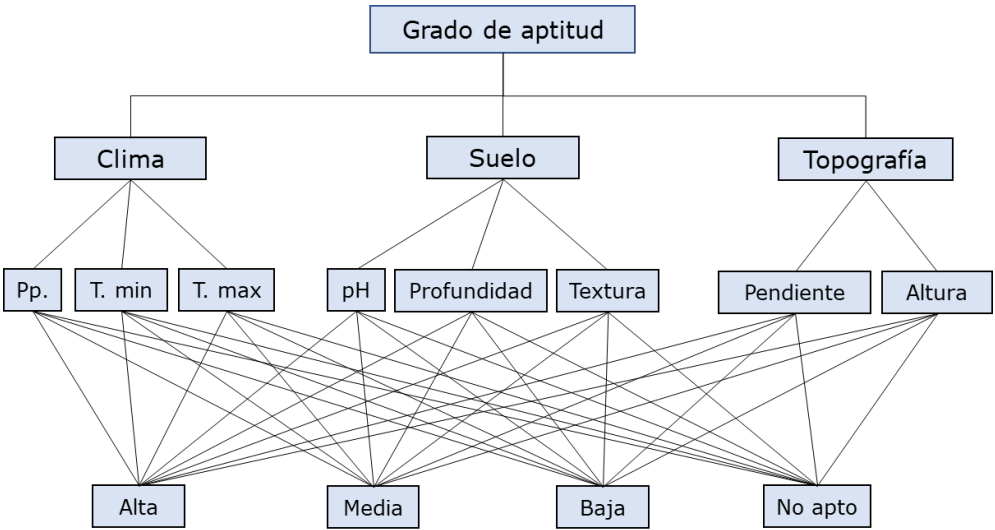 Grado de aptitud
Clima
Suelo
Topografía
Pp.
T. min
T. max
pH
Profundidad
Textura
Pendiente
Altura
Alta
Media
Baja
No apto